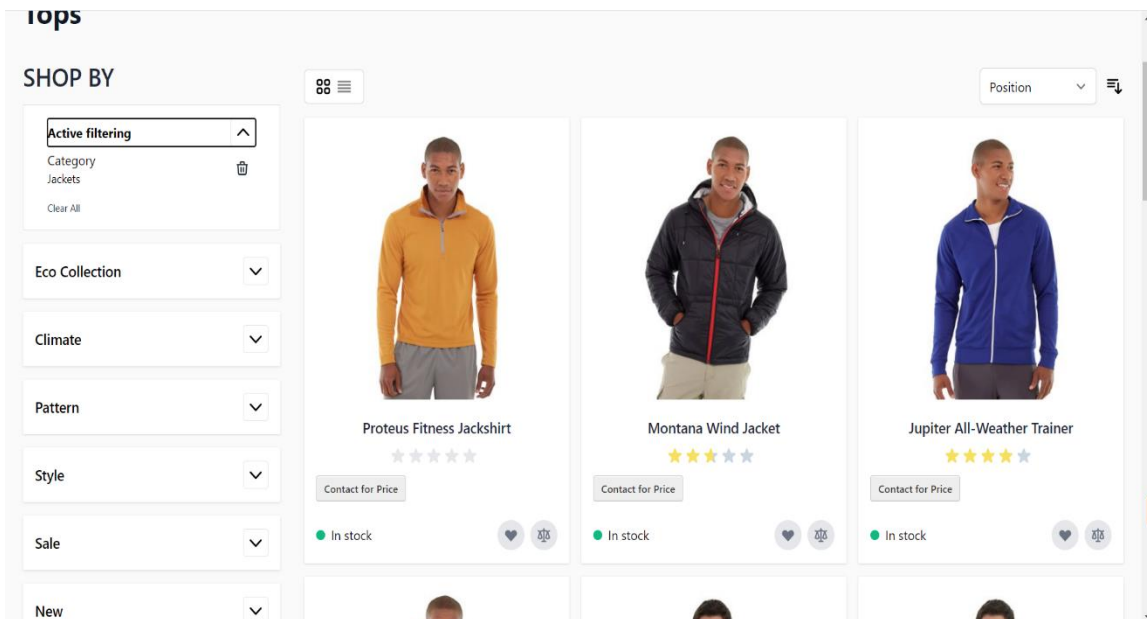 Tops
SHOP BY
Position
Active filtering
Category
Jackets
Clear All
Eco Collection
Climate
Pattern
Style
Sale
New
Proteus Fitness Jackshirt
Contact for Price
In stock
Montana Wind Jacket
Contact for Price
In stock
Jupiter All-Weather Trainer
Contact for Price
In stock